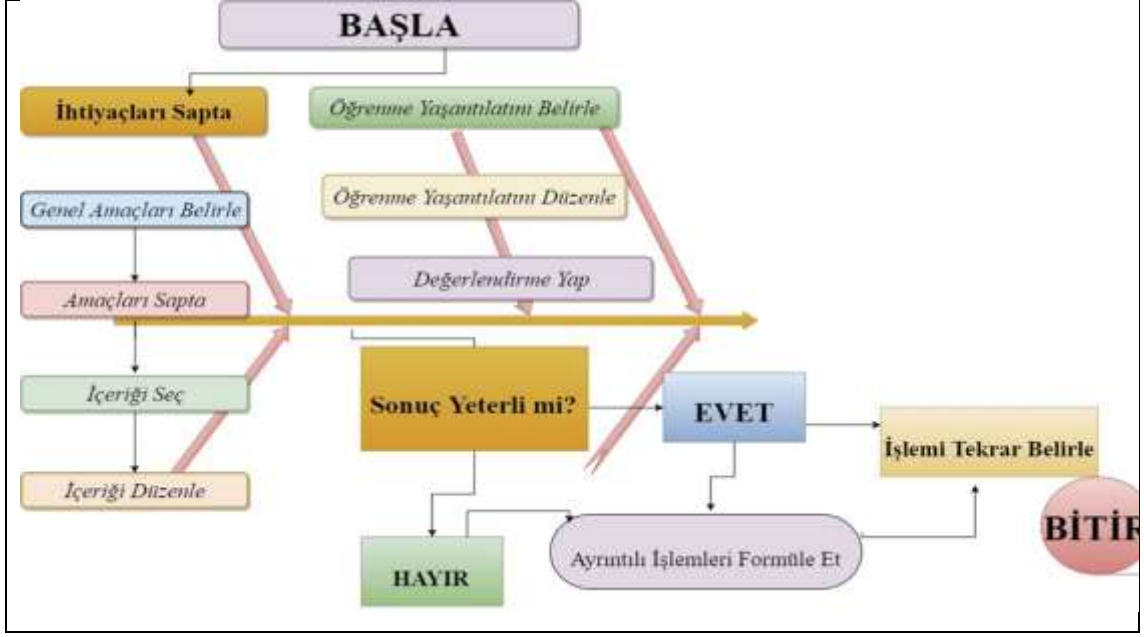 BAŞLA
İhtiyaçları Sapta
Öğrenme Yaşantılatını Belirle
Genel Amaçları Belirle
Öğrenme Yaşantılatını Düzenle
Amaçları Sapta
Değerlendirme Yap
İçeriği Seç
Sonuç Yeterli mi?
EVET
İşlemi Tekrar Belirle
İçeriği Düzenle
BİTİR
HAYIR
Ayrıntılı İşlemleri Formüle Et